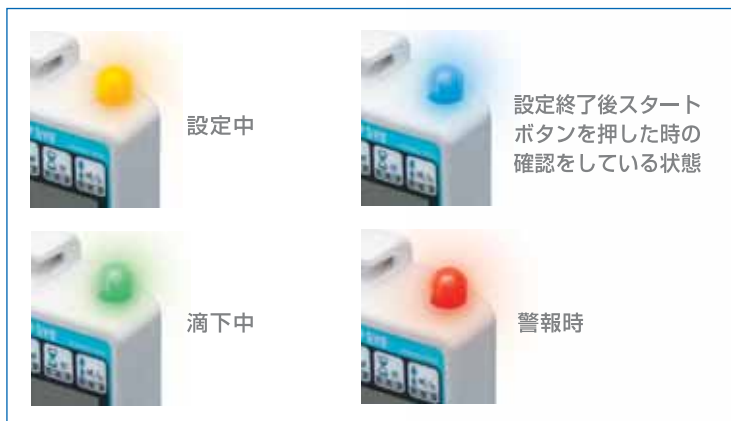 設定中
設定終了後スタート
ボタンを押した時の
確認をしている状態
滴下中
警報時